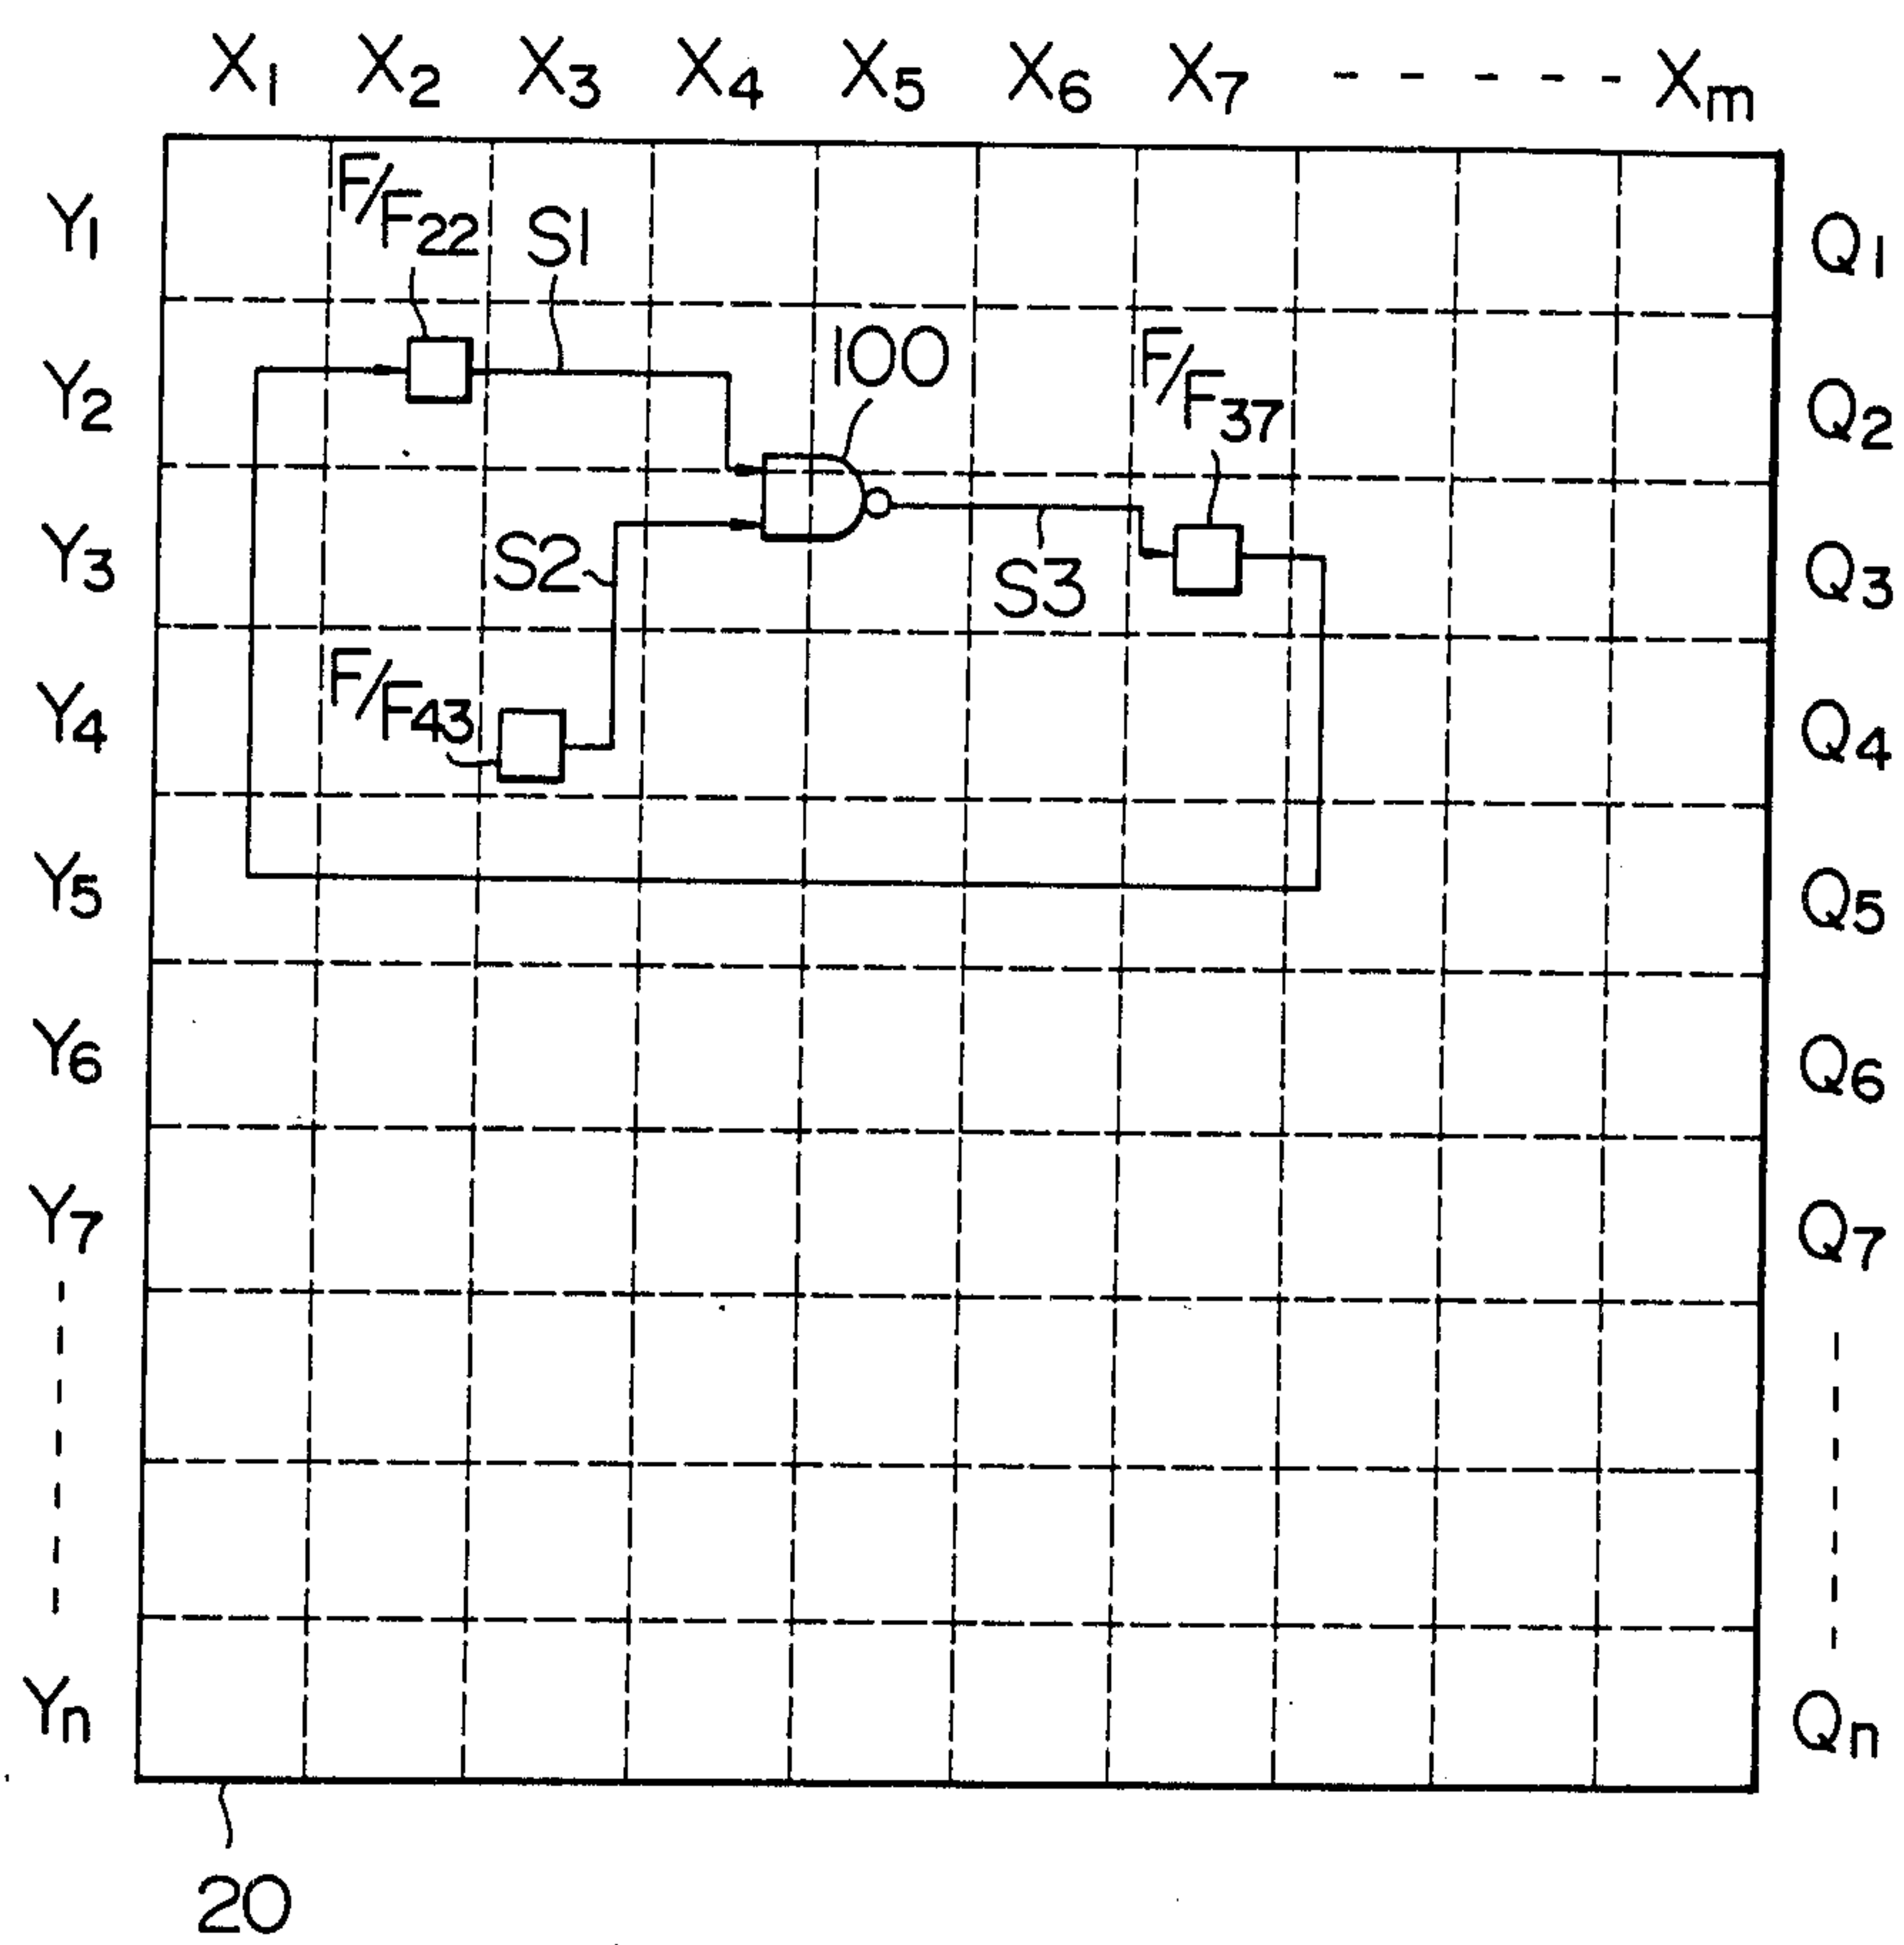 X1 X2 X3 X4 X5 X6 X7 - - - - - Xm
Y1 F/F22 S1 Q1
Y2 100 F/F37 Q2
Y3 S2 S3 Q3
Y4 F/F43 Q4
Y5 Q5
Y6 Q6
Y7 Q7
Yn Qn
20